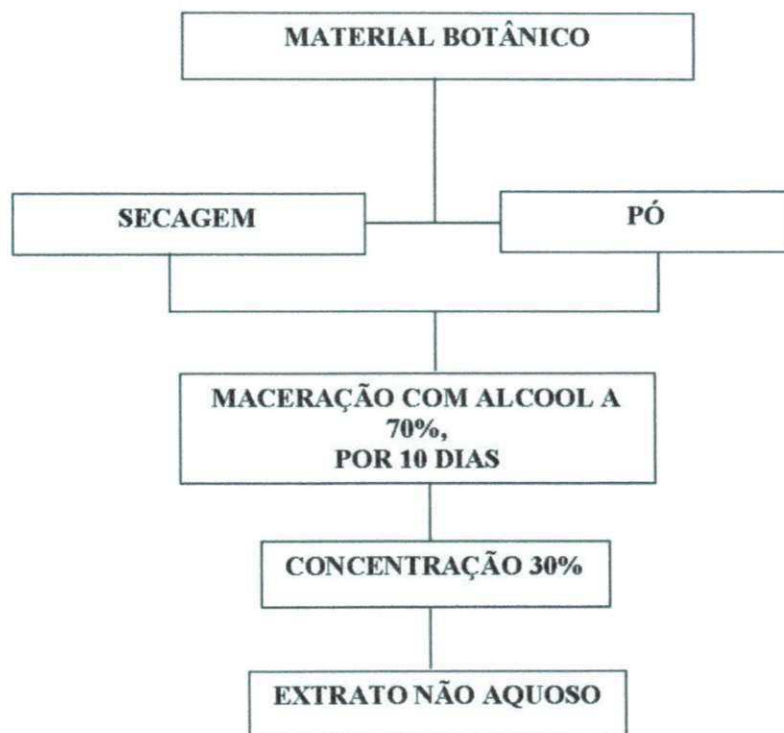 MATERIAL BOTÂNICO
SECAGEM
PÓ
MACERAÇÃO COM ALCOOL A
70%,
POR 10 DIAS
CONCENTRAÇÃO 30%
EXTRATO NÃO AQUOSO